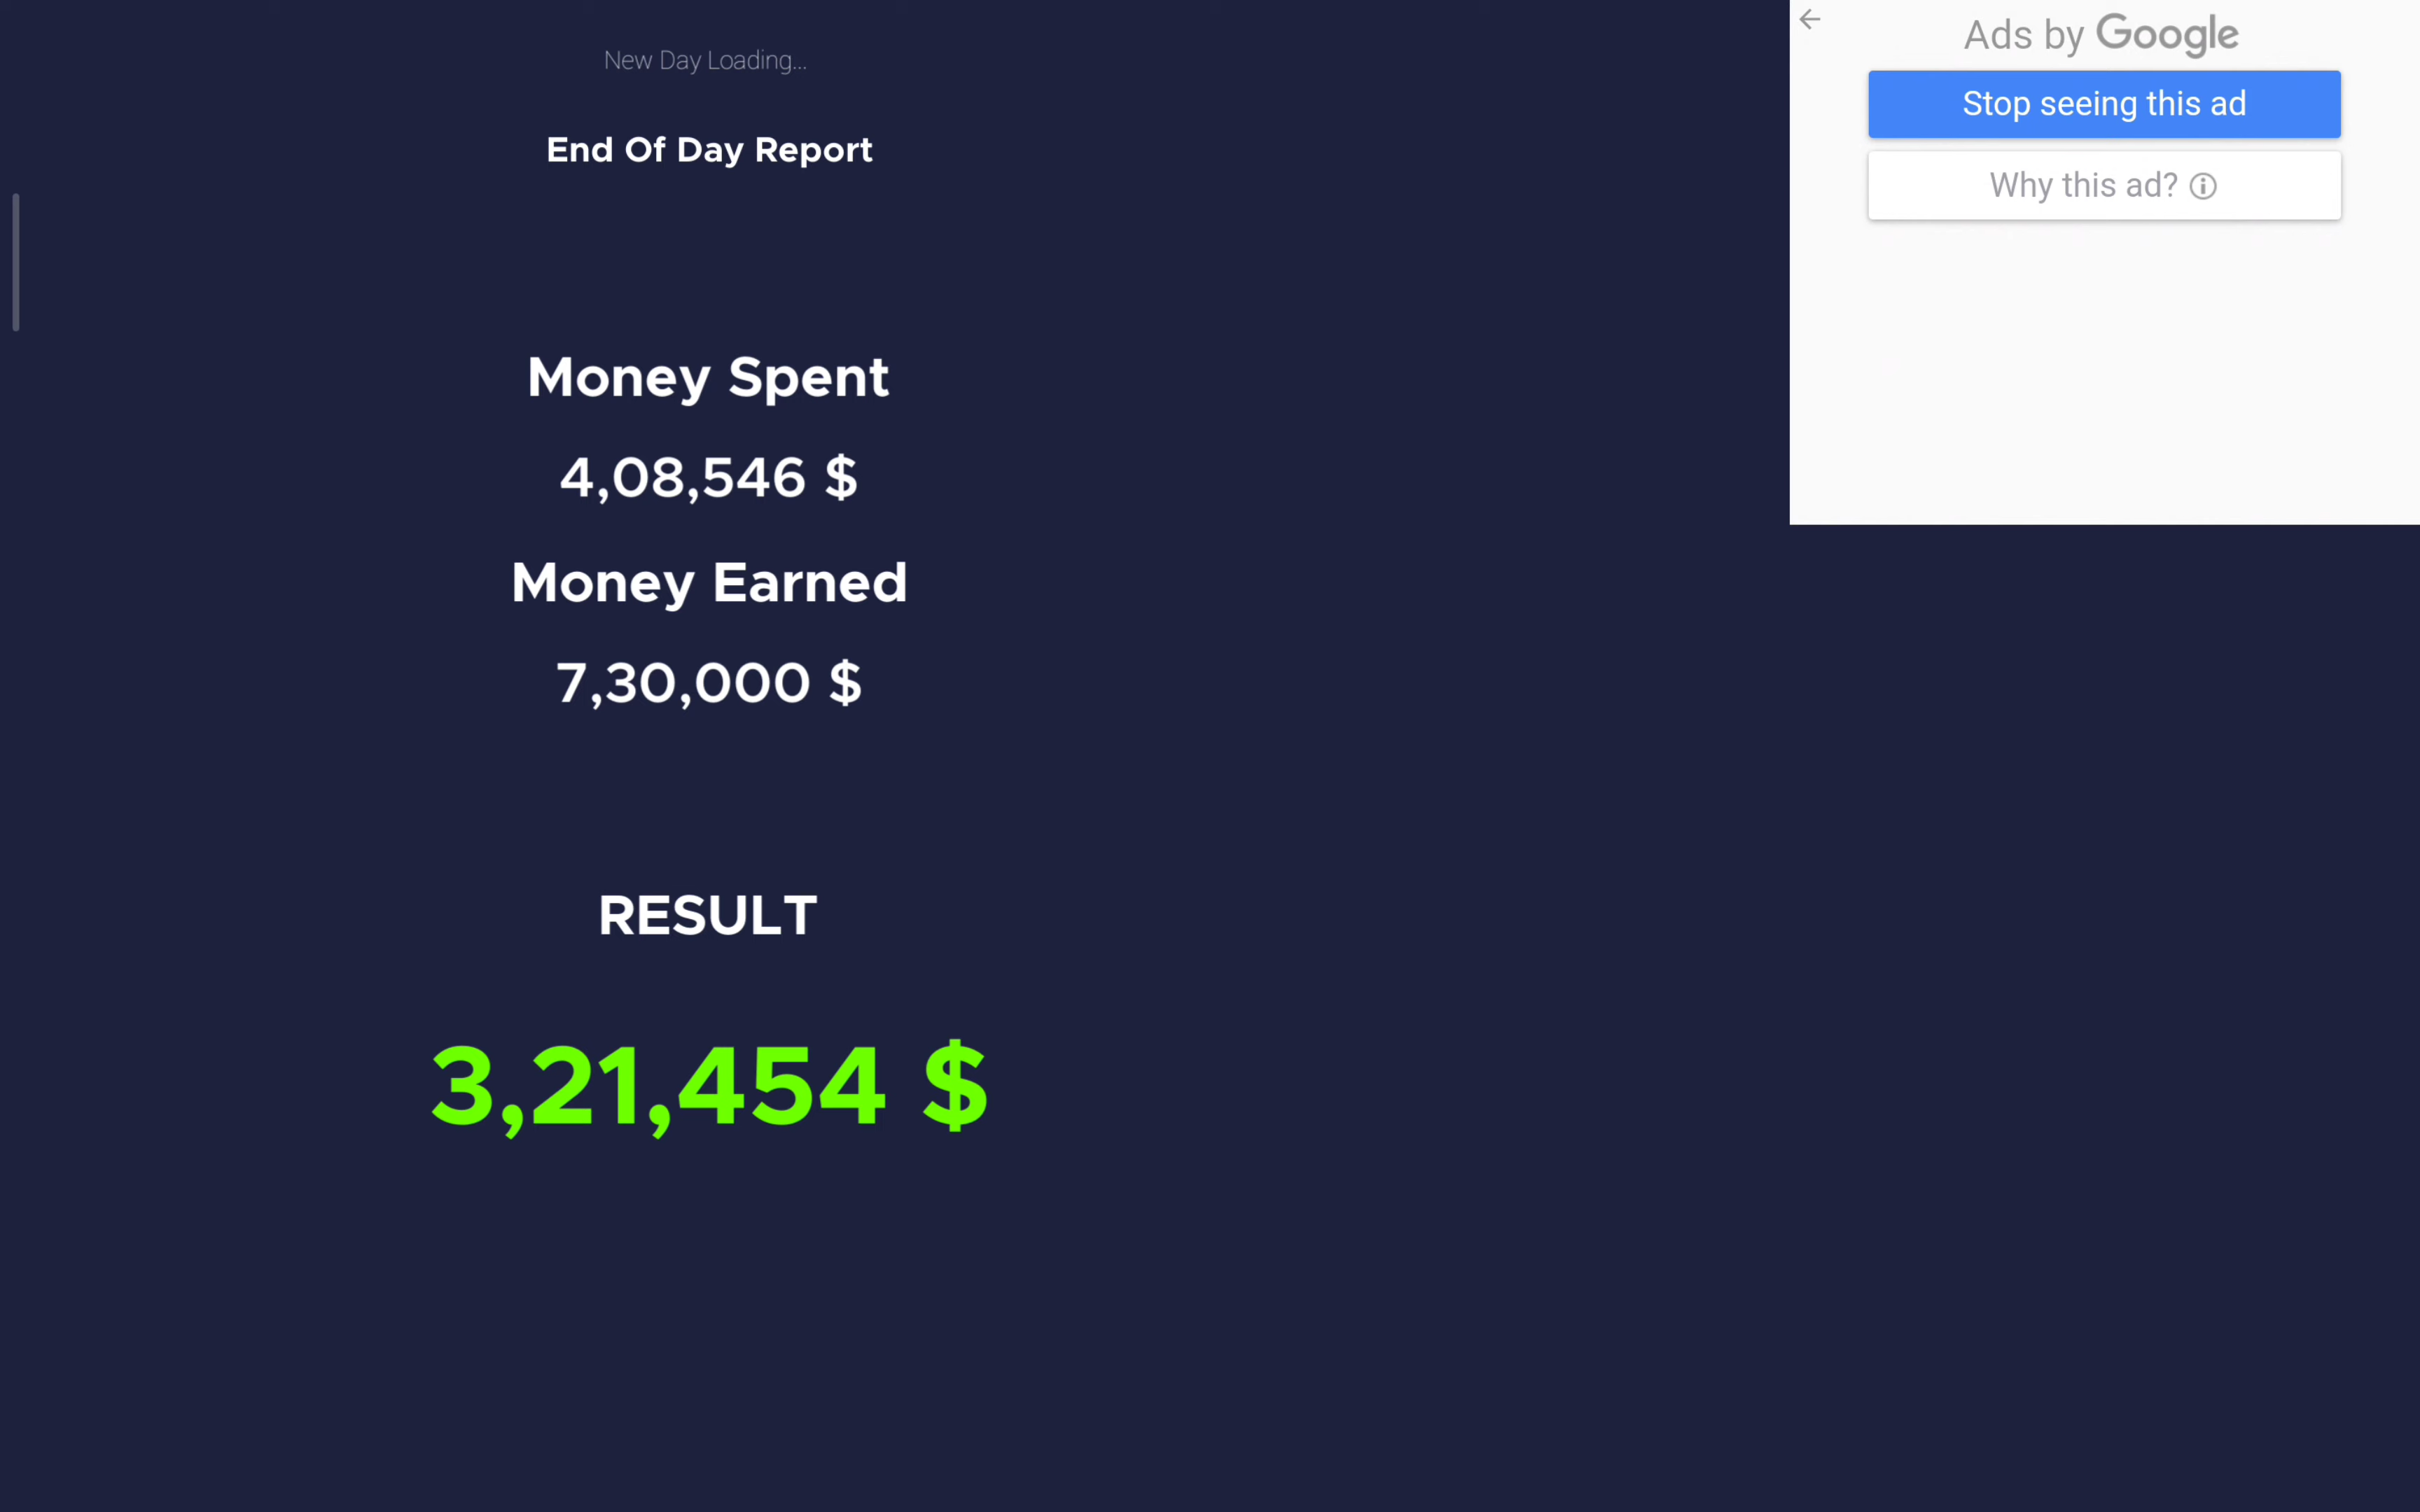 New Day Loading...
End Of Day Report
Money Spent
4,08,546 $
Money Earned
7,30,000 $
RESULT
3,21,454 $
Ads by Google
Stop seeing this ad
Why this ad?